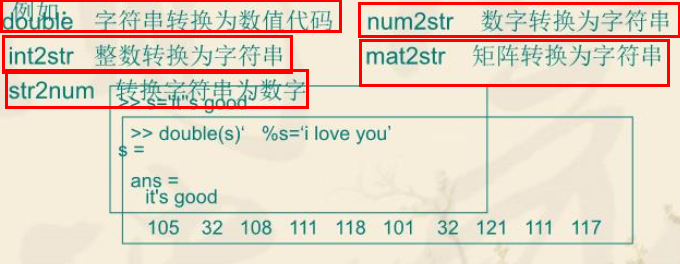 例如:
double 字符串转换为数值代码
num2str 数字转换为字符串
int2str 整数转换为字符串
mat2str 矩阵转换为字符串
str2num 转换字符串为数字
>> s='it''s good'
>> double(s)‘ %s=‘i love you’
s =
ans =
it's good
105 32 108 111 118 101 32 121 111 117